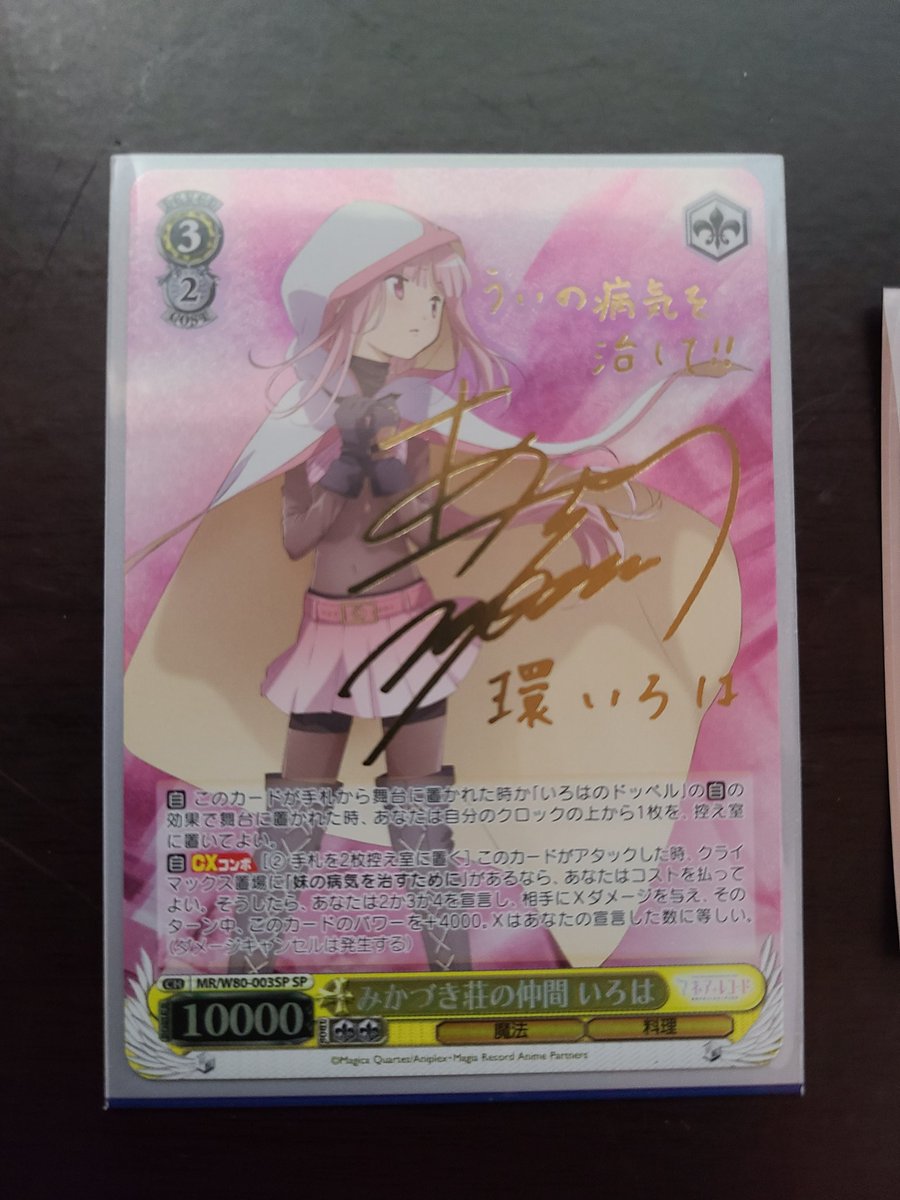 LEVEL
3
2
COST
ういの病気を
治して!!
環いろは
自 このカードが手札から舞台に置かれた時か「いろはのドッペル」の自の
効果で舞台に置かれた時、あなたは自分のクロックの上から1枚を、控え室
に置いてよい。
自 CXコンボ [② 手札を2枚控え室に置く] このカードがアタックした時、クライ
マックス置場に「妹の病気を治すために」があるなら、あなたはコストを払って
よい。そうしたら、あなたは2か3か4を宣言し、相手にXダメージを与え、その
ターン中、このカードのパワーを+4000。Xはあなたの宣言した数に等しい。
(ダメージキャンセルは発生する)
CH MR/W80-003SP SP
みかづき荘の仲間 いろは
マギアレコード
POWER 10000
SOUL
魔法
料理
©Magica Quartet/Aniplex・Magia Record Anime Partners